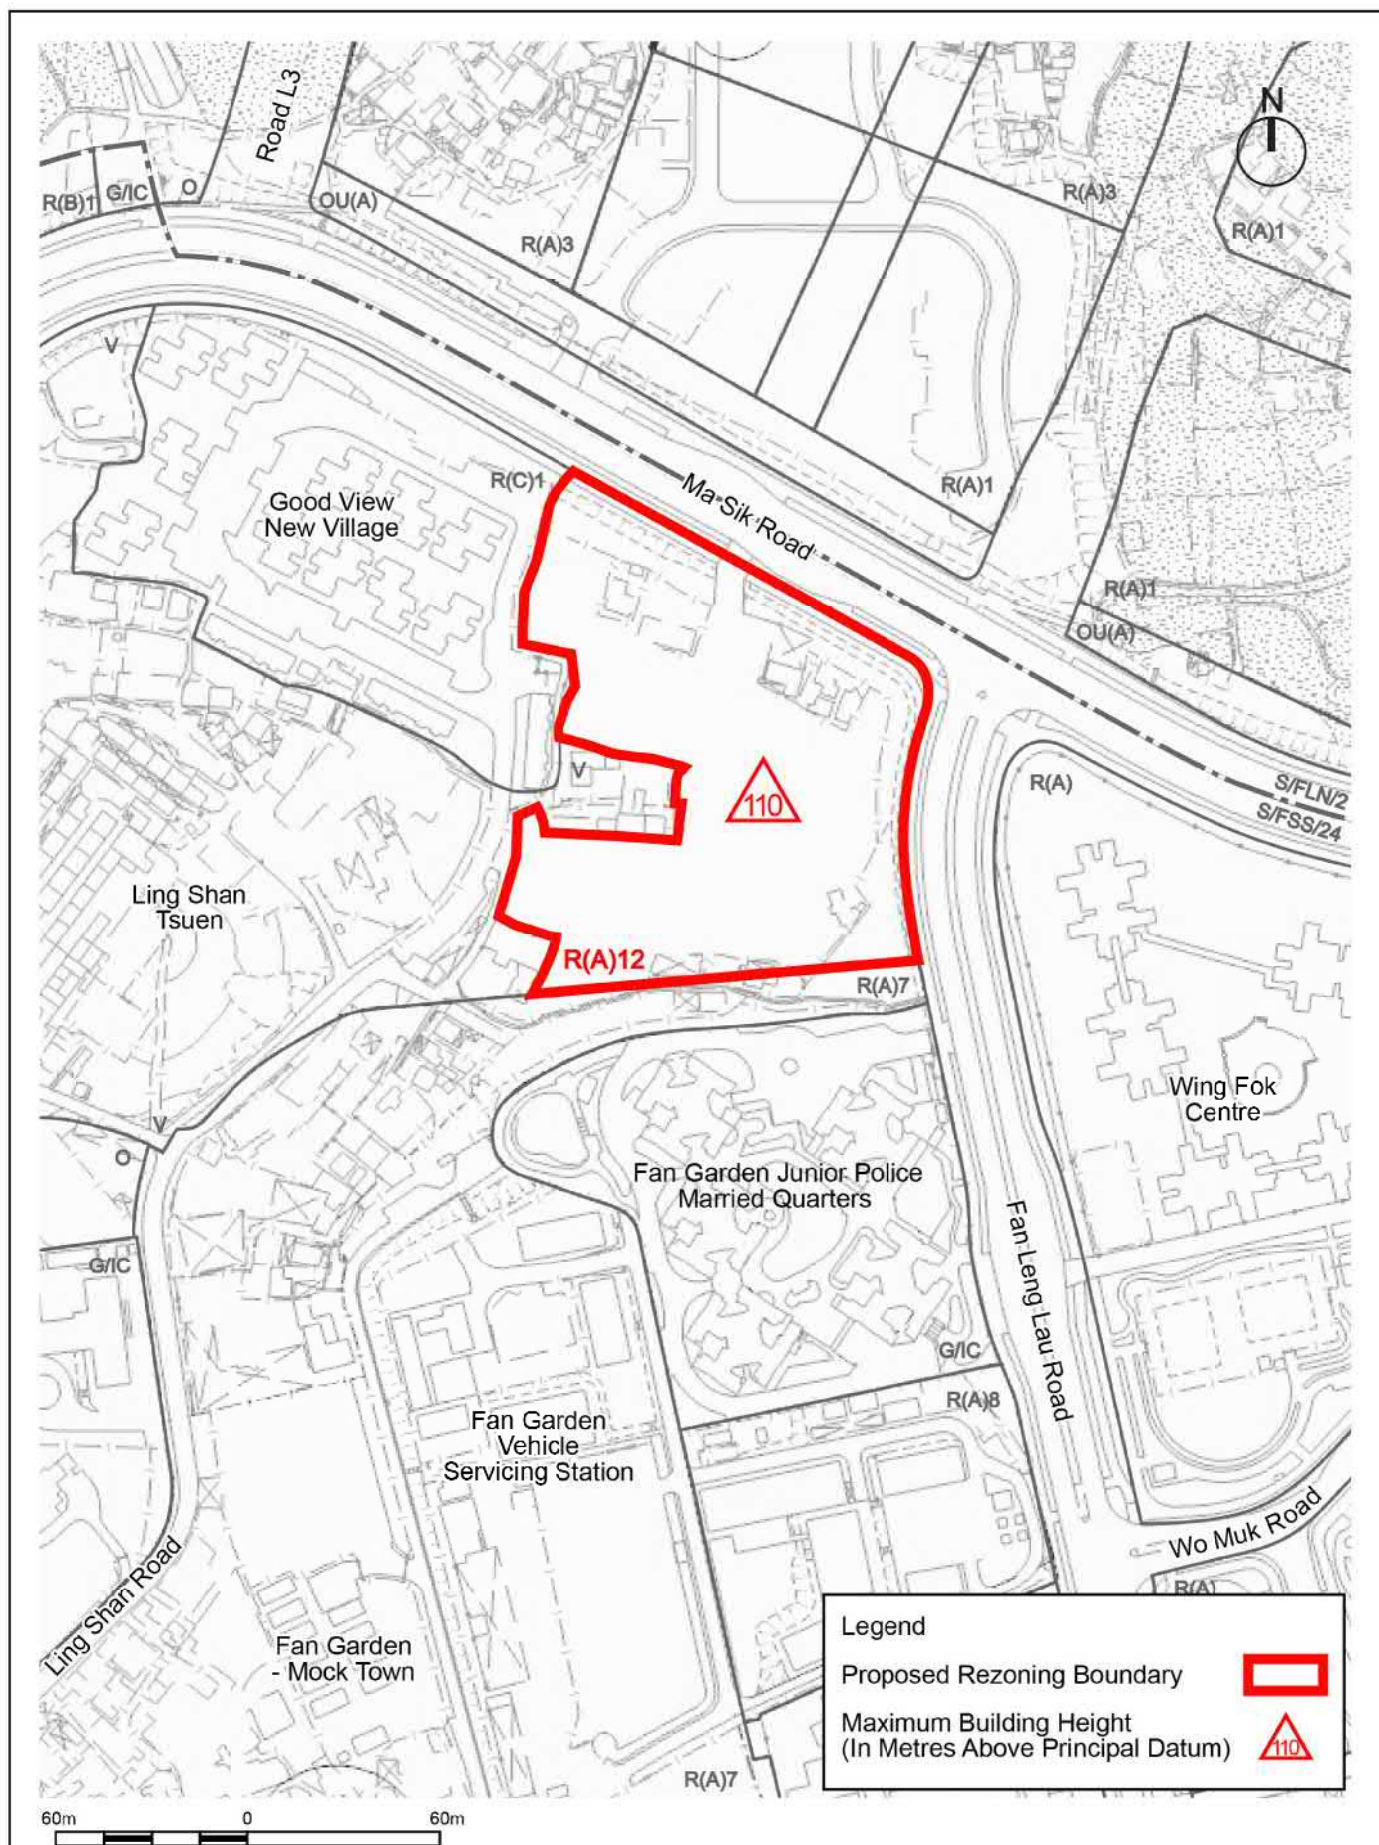 Road L3
N
R(B)1
G/IC
O
OU(A)
R(A)3
R(A)3
R(A)1
V
R(C)1
Good View
New Village
Ma Sik Road
R(A)1
R(A)1
OU(A)
S/FLN/2
S/FSS/24
V
110
R(A)
Ling Shan
Tsuen
R(A)12
R(A)7
Wing Fok
Centre
V
O
Fan Garden Junior Police
Married Quarters
Fan Leng Lau Road
G/IC
G/IC
R(A)8
Fan Garden
Vehicle
Servicing Station
Wo Muk Road
R(A)
Ling Shan Road
Fan Garden
- Mock Town
R(A)7
Legend
Proposed Rezoning Boundary
Maximum Building Height
(In Metres Above Principal Datum)
110
60m 0 60m